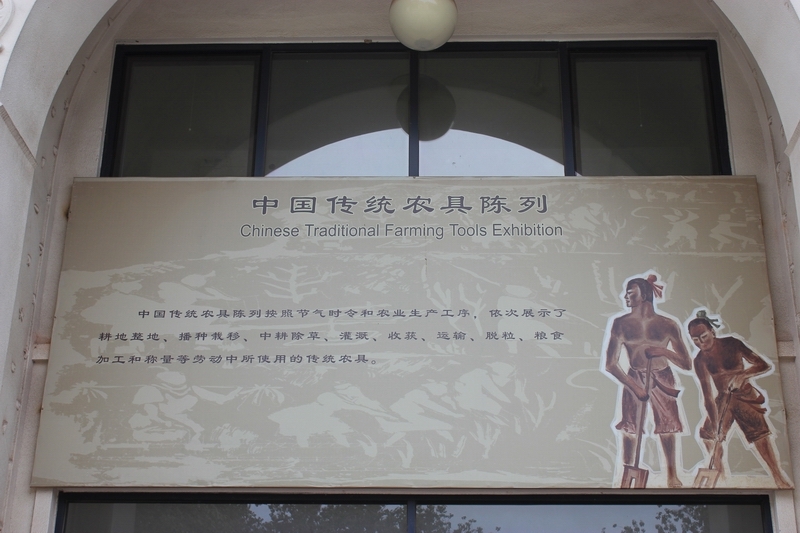 中国传统农具陈列
Chinese Traditional Farming Tools Exhibition
中国传统农具陈列按照节气时令和农业生产工序，依次展示了
耕地整地、播种栽移、中耕除草、灌溉、收获、运输、脱粒、粮食
加工和称量等劳动中所使用的传统农具。